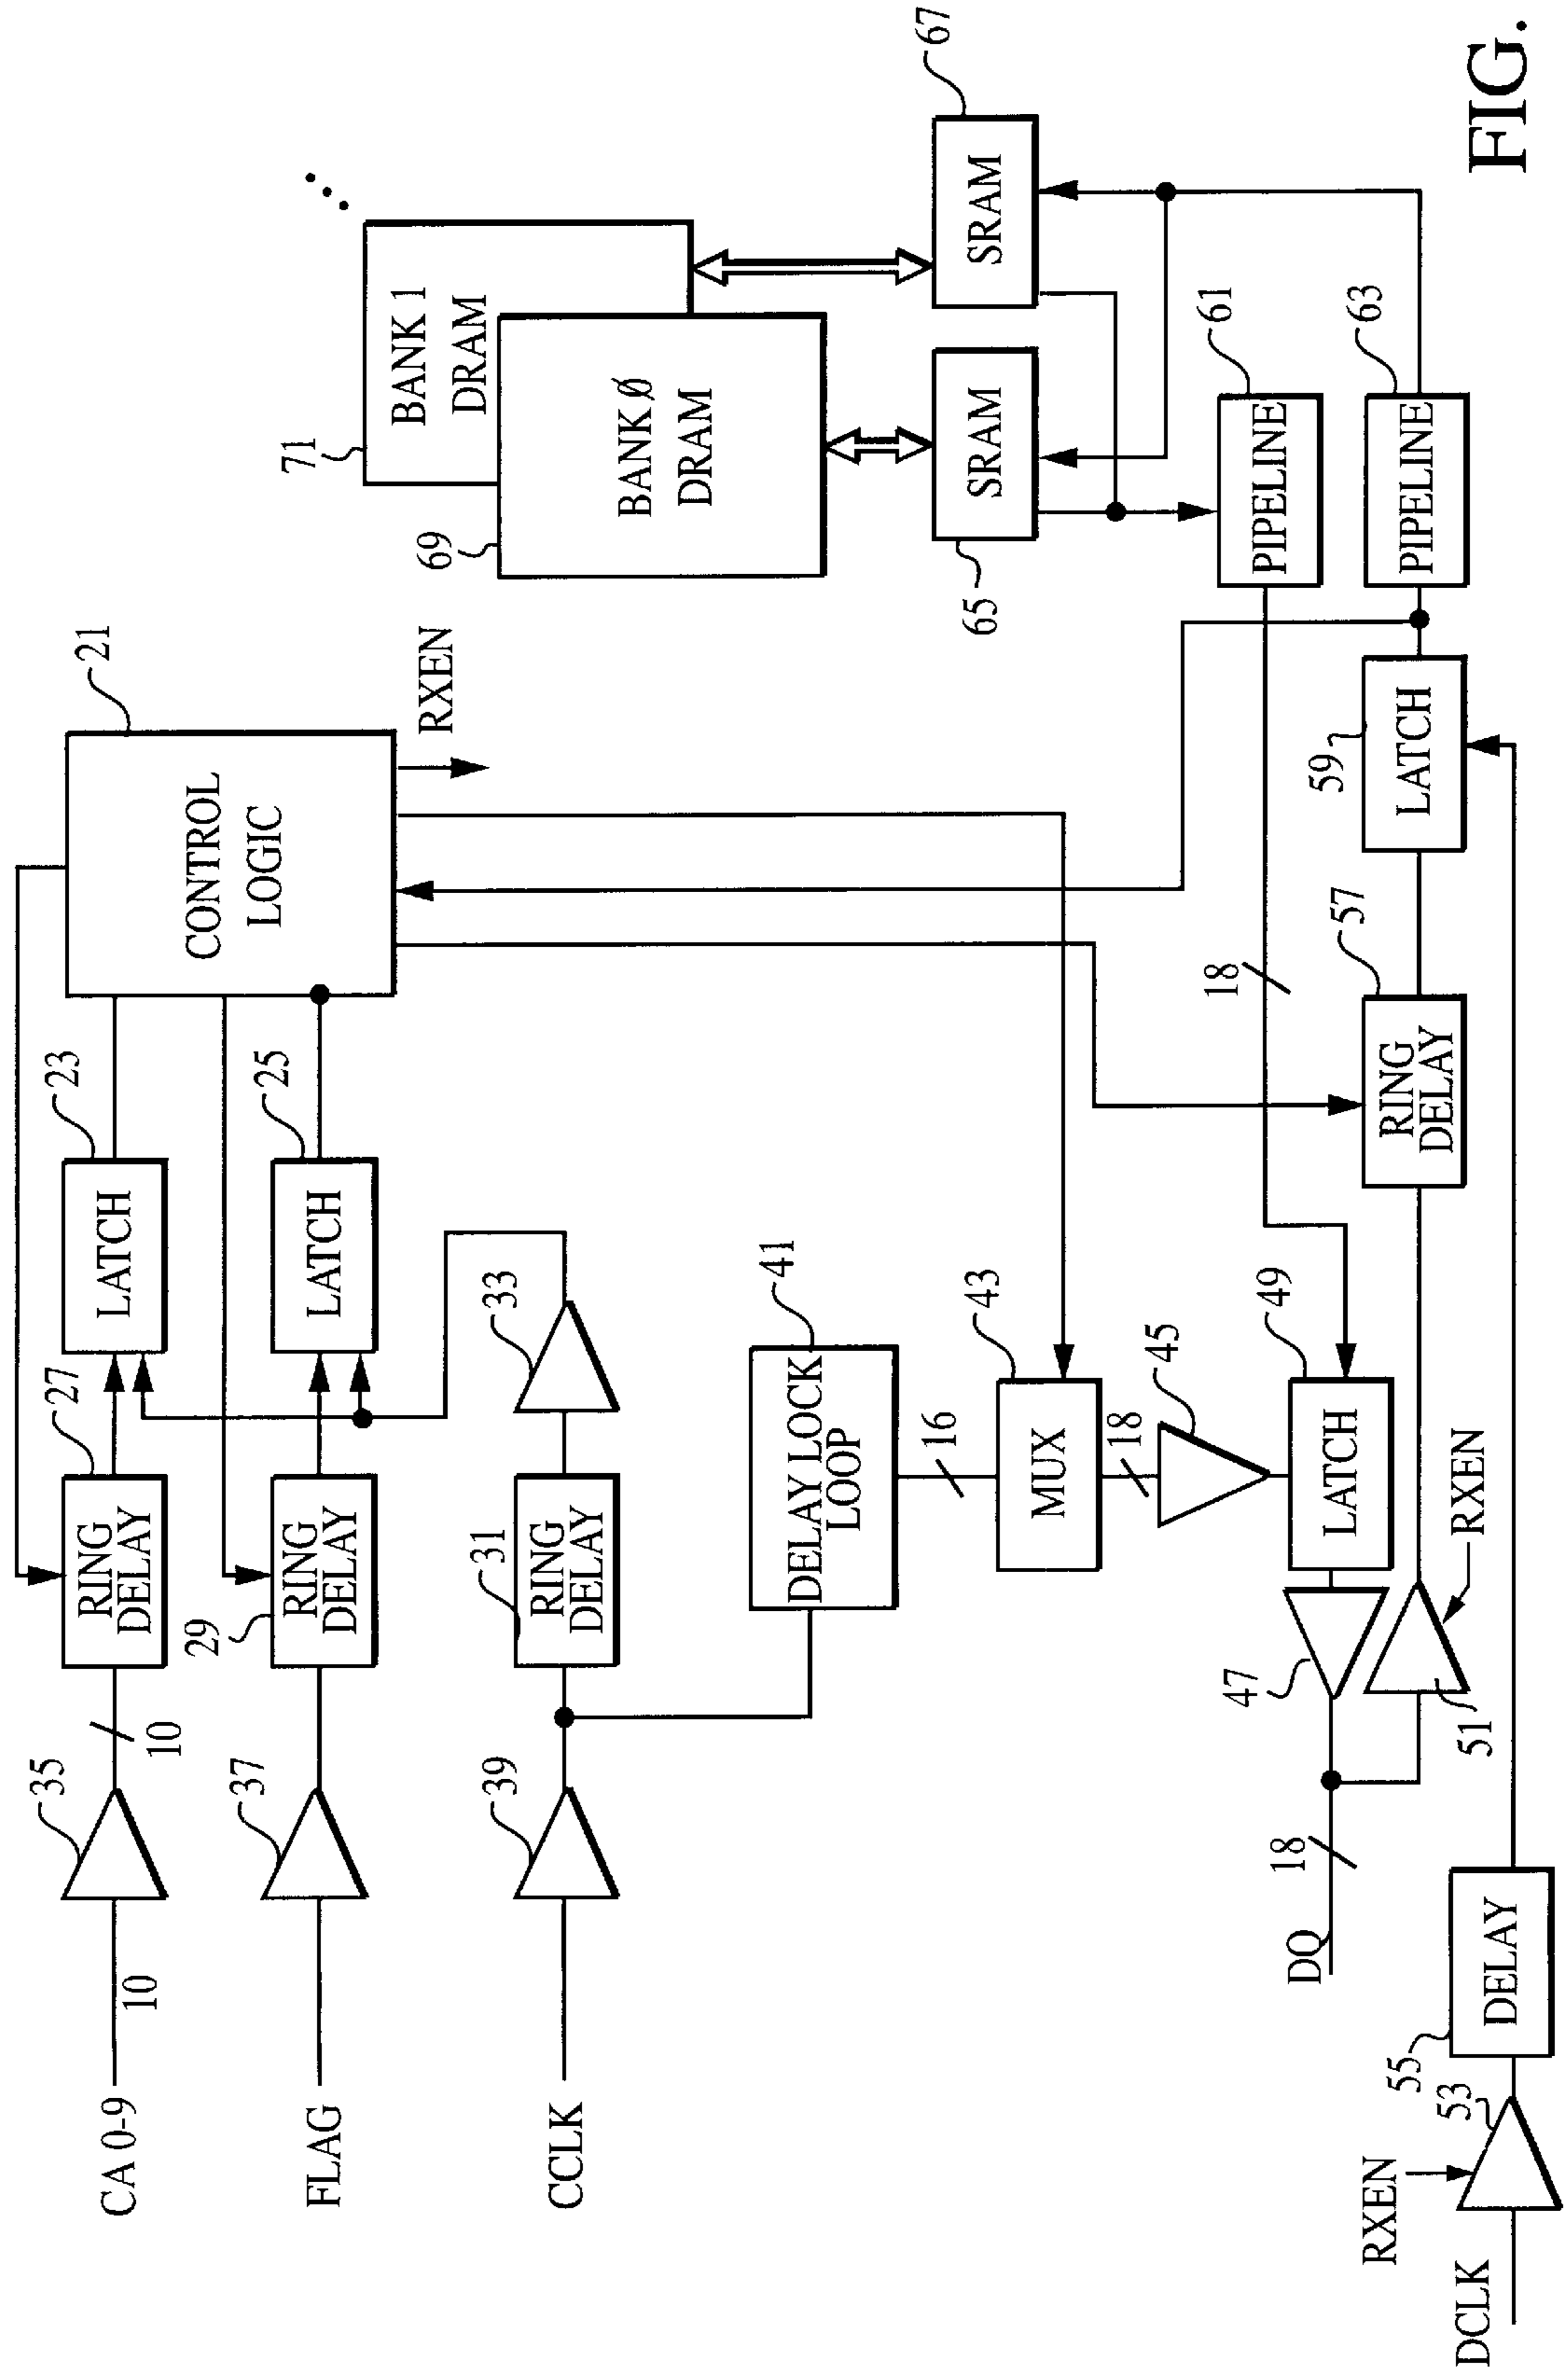 CA 0-9
10
35
10
27
RING
DELAY
23
LATCH
21
CONTROL
LOGIC
RXEN
FLAG
37
29
RING
DELAY
25
LATCH
CCLK
39
31
RING
DELAY
33
41
DELAY LOCK
LOOP
16
43
MUX
18
45
49
LATCH
47
18
DQ
51
RXEN
57
RING
DELAY
18
59
LATCH
61
PIPELINE
63
PIPELINE
65
SRAM
67
SRAM
69
BANK Ø
DRAM
71
BANK 1
DRAM
DCLK
RXEN
53
55
DELAY
FIG.